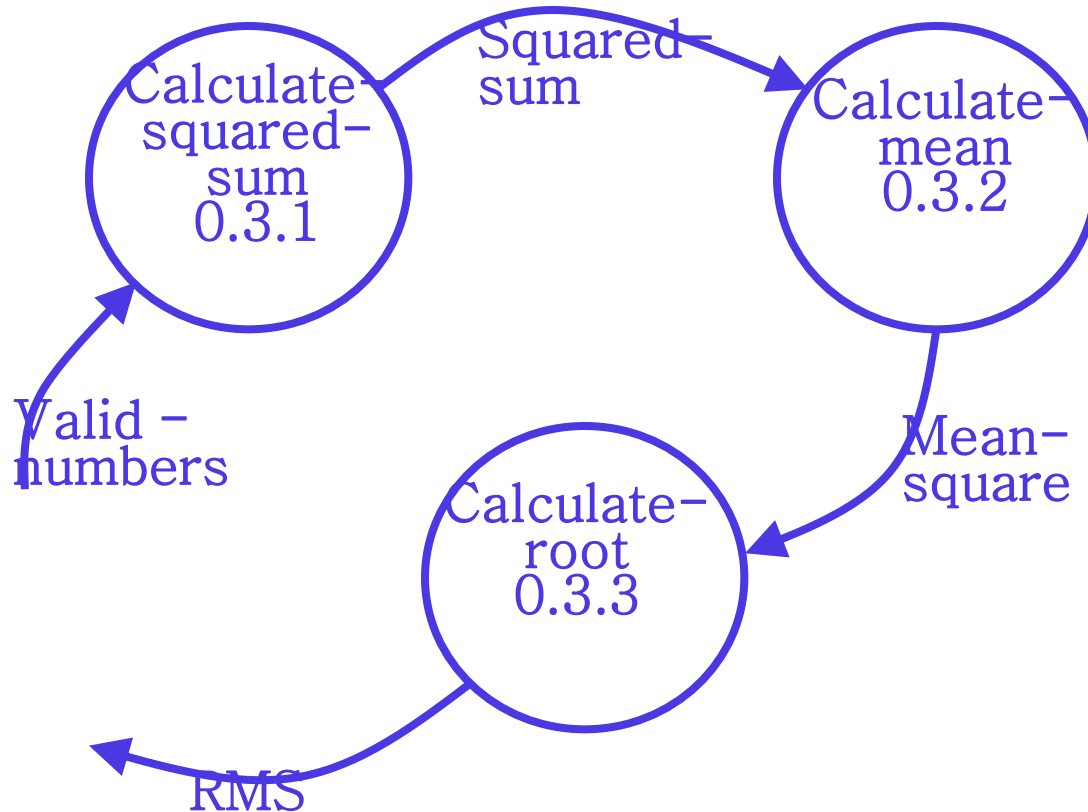 Calculate-
squared-
sum
0.3.1
Squared-
sum
Calculate-
mean
0.3.2
Valid -
numbers
Mean-
square
Calculate-
root
0.3.3
RMS